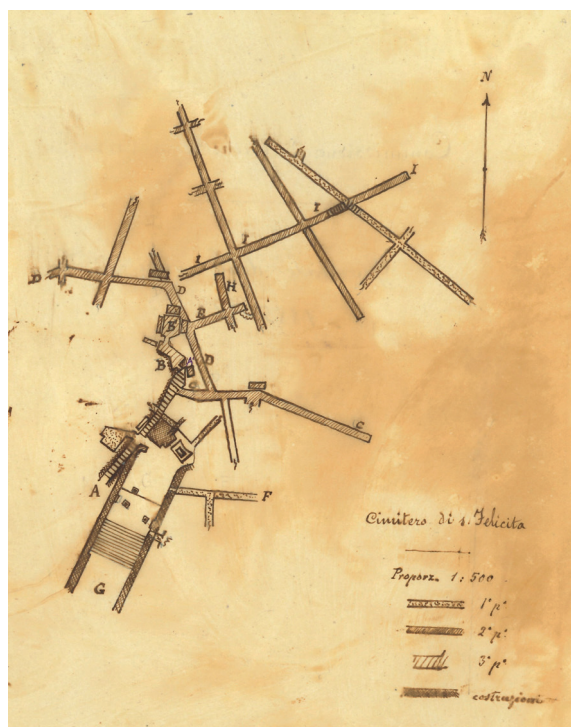 N
I
I
I
I
D
D
H
B
B
B
A
D
C
C
A
F
G
Cimitero di s. Felicita
Proporz. 1:500
1° p°
2° p°
3° p°
costruzioni